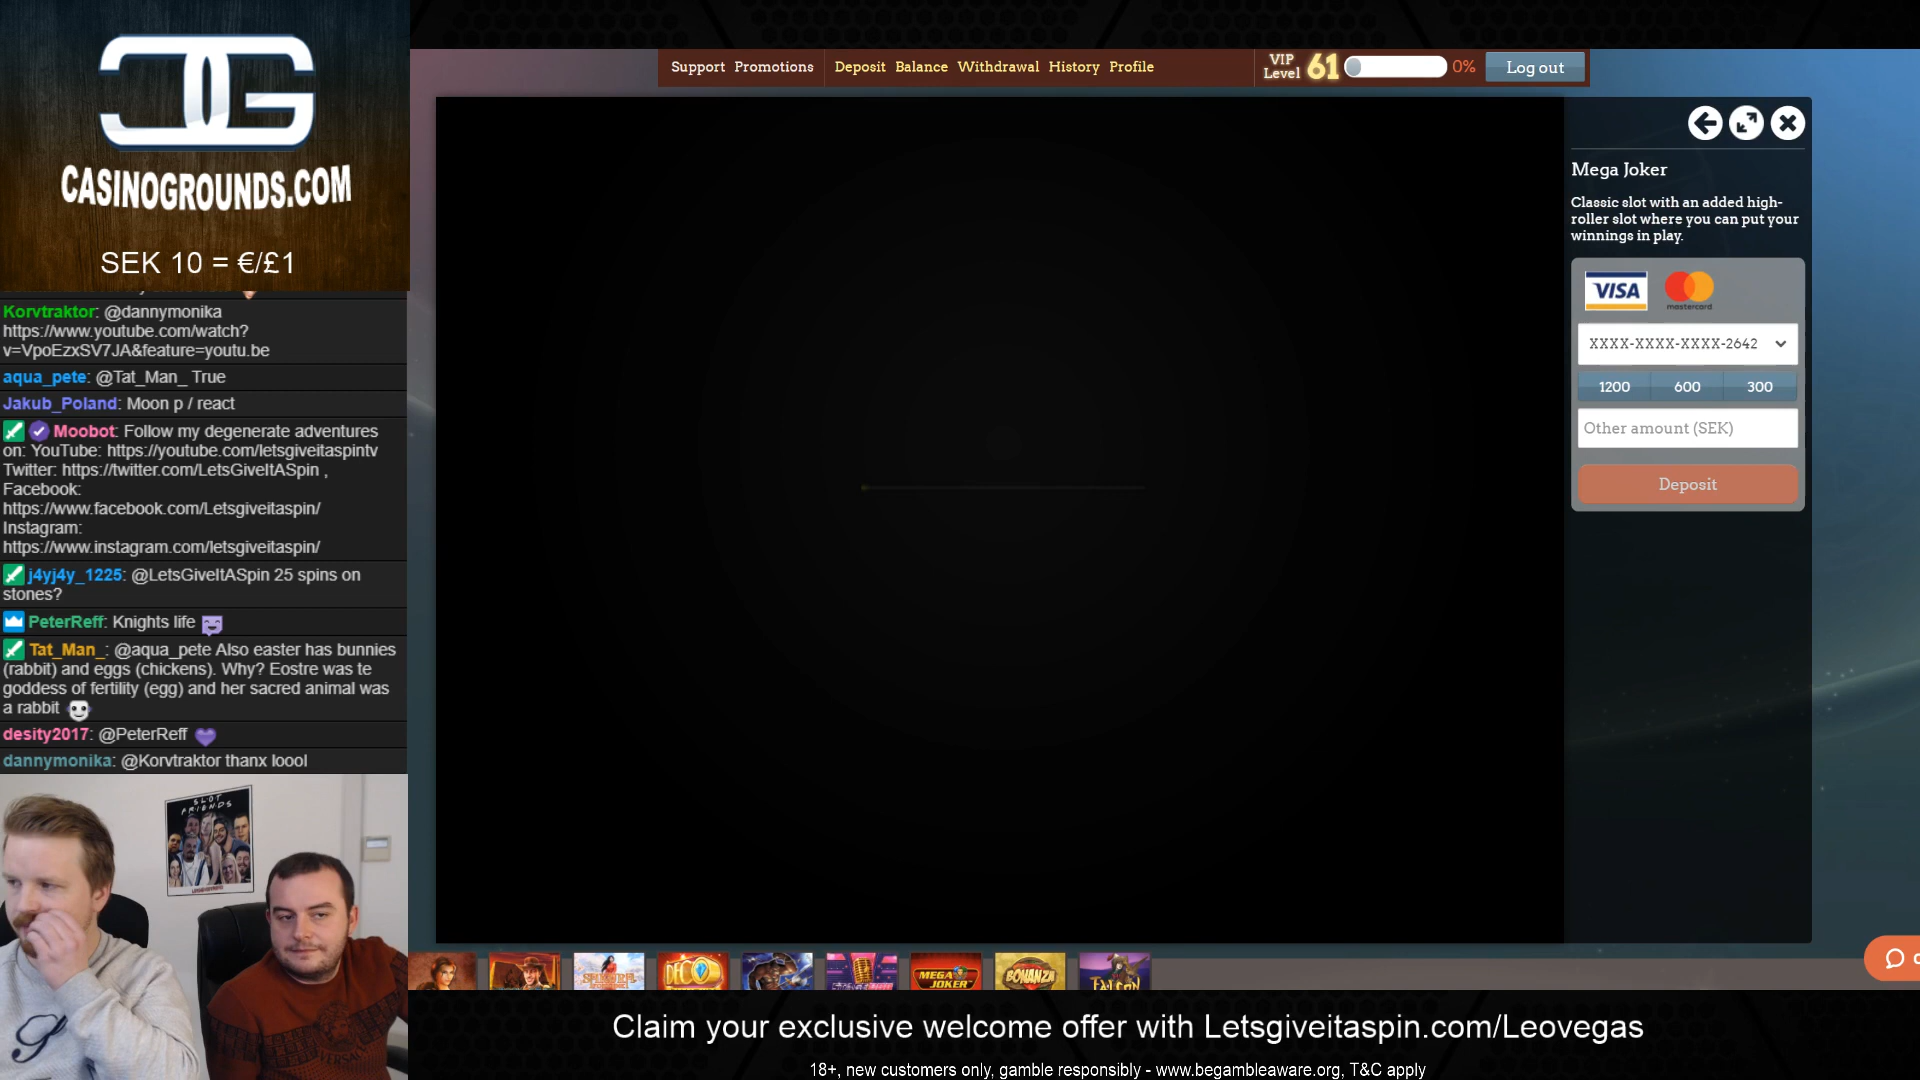 CG
CASINOGROUNDS.COM
SEK 10 = €/£1
Korvtraktor: @dannymonika
https://www.youtube.com/watch?
v=VpoEzxSV7JA&feature=youtu.be
aqua_pete: @Tat_Man_ True
Jakub_Poland: Moon p / react
Moobot: Follow my degenerate adventures
on: YouTube: https://youtube.com/letsgiveitaspintv
Twitter: https://twitter.com/LetsGiveItASpin ,
Facebook:
https://www.facebook.com/Letsgiveitaspin/
Instagram:
https://www.instagram.com/letsgiveitaspin/
j4yj4y_1225: @LetsGiveItASpin 25 spins on
stones?
PeterReff: Knights life
Tat_Man_: @aqua_pete Also easter has bunnies
(rabbit) and eggs (chickens). Why? Eostre was te
goddess of fertility (egg) and her sacred animal was
a rabbit
desity2017: @PeterReff
dannymonika: @Korvtraktor thanx loool
SLOT
FRIENDS
Support Promotions Deposit Balance Withdrawal History Profile
VIP
Level 61 0% Log out
Mega Joker
Classic slot with an added high-
roller slot where you can put your
winnings in play.
VISA mastercard
XXXX-XXXX-XXXX-2642
1200 600 300
Other amount (SEK)
Deposit
DECO
MEGA
JOKER
BONANZA
FALCON
Claim your exclusive welcome offer with Letsgiveitaspin.com/Leovegas
18+, new customers only, gamble responsibly - www.begambleaware.org, T&C apply